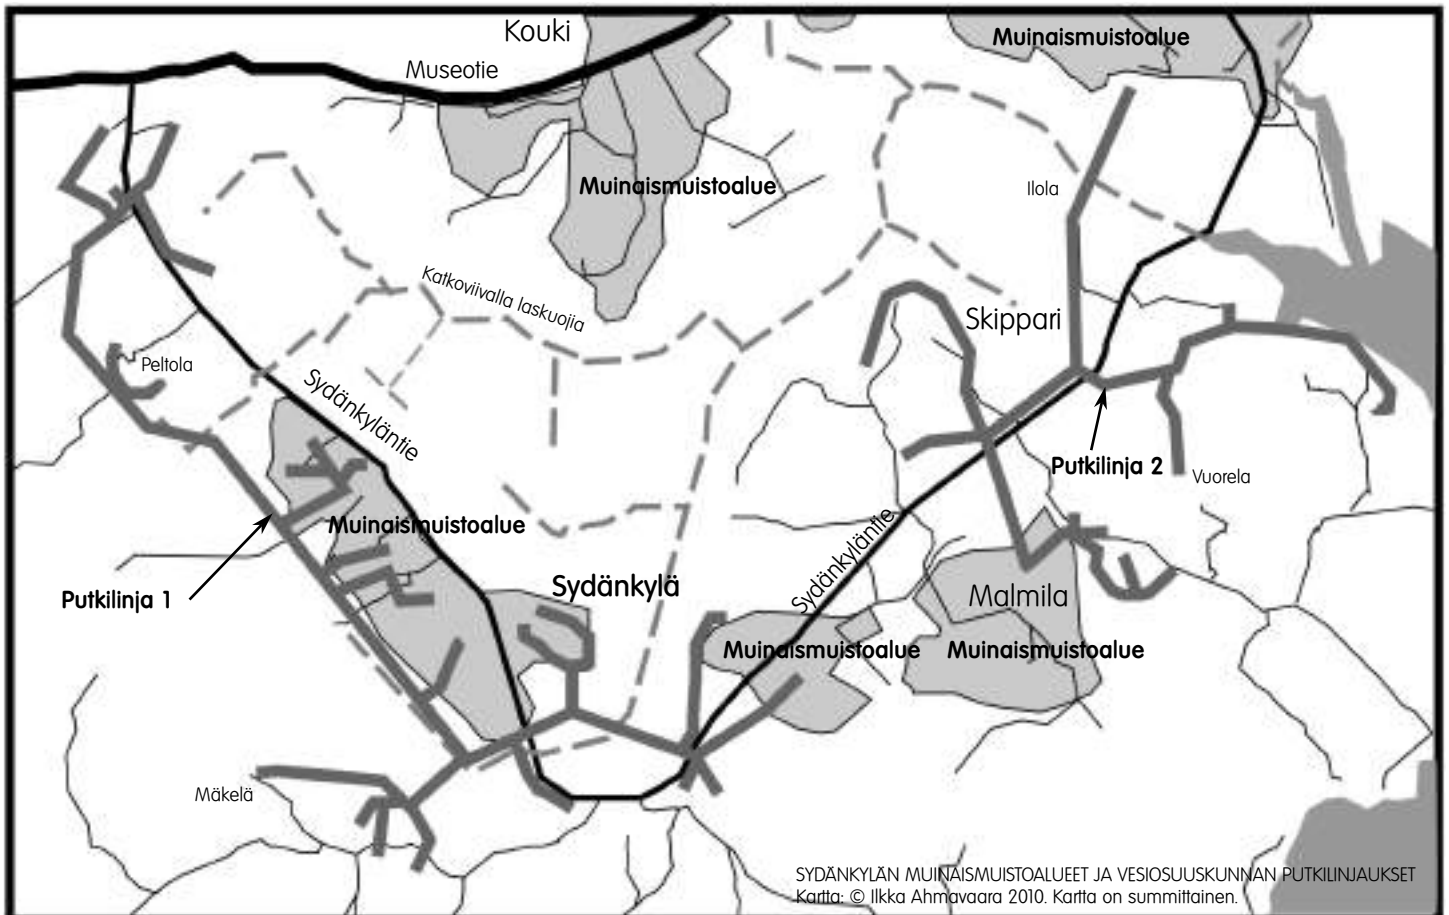 Kouki
Muinaismuistoalue
Museotie
Muinaismuistoalue
Ilola
Katkoviivalla laskuojia
Skippari
Peltola
Sydänkyläntie
Putkilinja 2
Vuorela
Muinaismuistoalue
Sydänkyläntie
Putkilinja 1
Sydänkylä
Malmila
Muinaismuistoalue
Muinaismuistoalue
Mäkelä
SYDÄNKYLÄN MUINAISMUISTOALUEET JA VESIOSUUSKUNNAN PUTKILINJAUKSET
Kartta: © Ilkka Ahmavaara 2010. Kartta on summittainen.